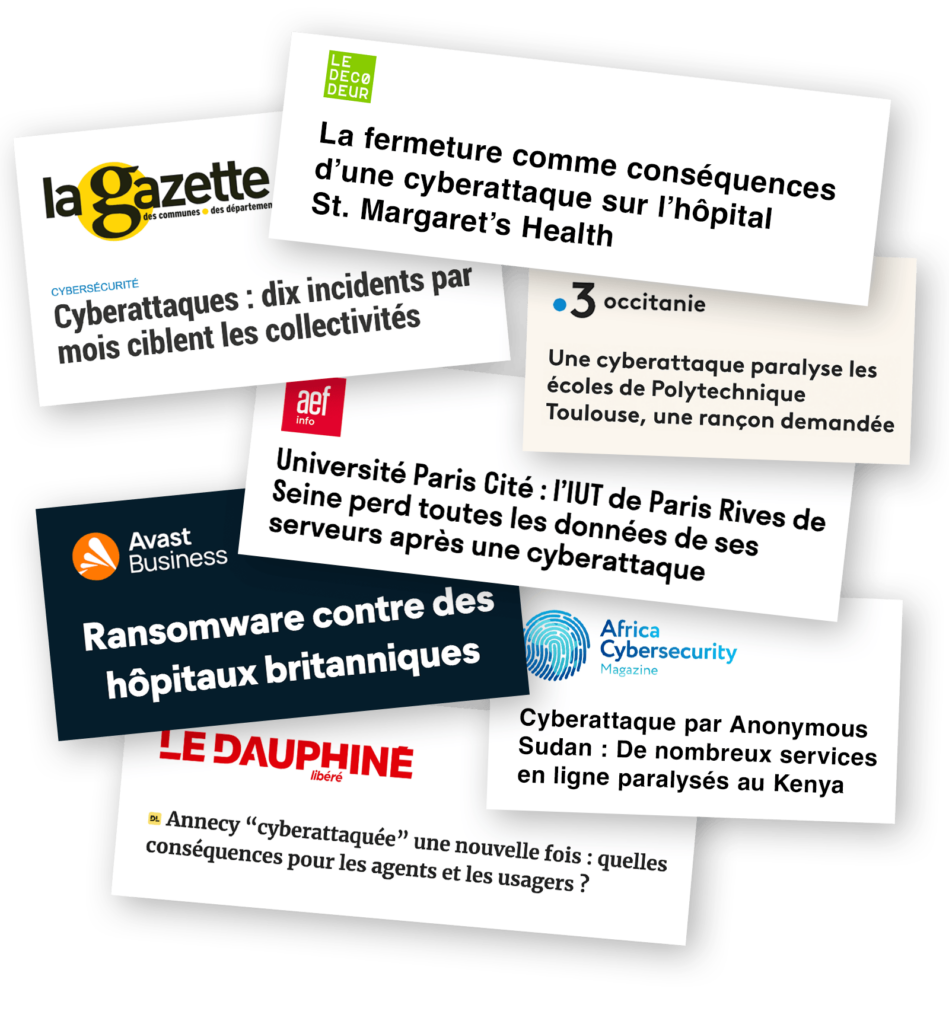 LE
DECØ
DEUR
La fermeture comme conséquences
d’une cyberattaque sur l’hôpital
St. Margaret’s Health
la gazette
des communes • des départemen
CYBERSÉCURITÉ
Cyberattaques : dix incidents par
mois ciblent les collectivités
.3 occitanie
Une cyberattaque paralyse les
écoles de Polytechnique
Toulouse, une rançon demandée
aef
info
Université Paris Cité : l’IUT de Paris Rives de
Seine perd toutes les données de ses
serveurs après une cyberattaque
Avast
Business
Ransomware contre des
hôpitaux britanniques
Africa
Cybersecurity
Magazine
Cyberattaque par Anonymous
Sudan : De nombreux services
en ligne paralysés au Kenya
LE DAUPHINÉ
libéré
DL Annecy “cyberattaquée” une nouvelle fois : quelles
conséquences pour les agents et les usagers ?